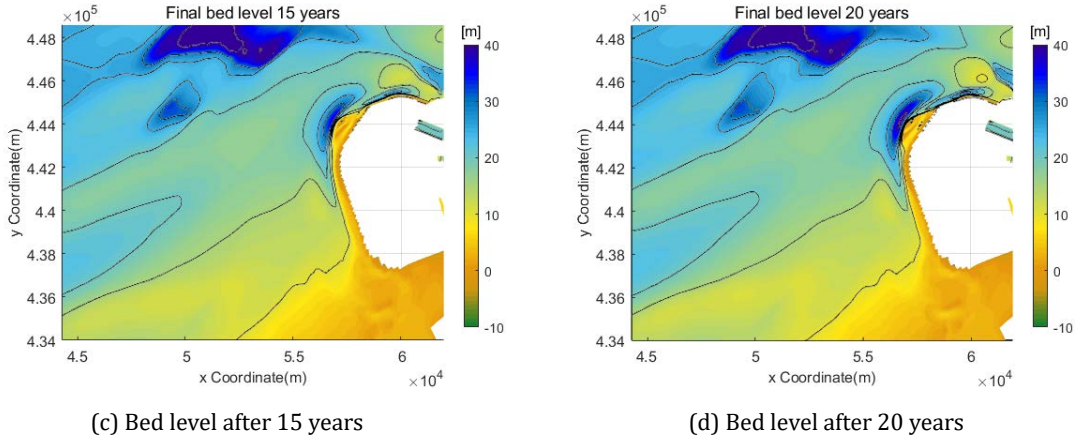 ×10⁵ Final bed level 15 years
[m]
4.48
4.46
4.44
4.42
4.4
4.38
4.36
4.34
y Coordinate(m)
40
30
20
10
0
-10
4.5 5 5.5 6
x Coordinate(m) ×10⁴
(c) Bed level after 15 years
×10⁵ Final bed level 20 years
[m]
4.48
4.46
4.44
4.42
4.4
4.38
4.36
4.34
y Coordinate(m)
40
30
20
10
0
-10
4.5 5 5.5 6
x Coordinate(m) ×10⁴
(d) Bed level after 20 years